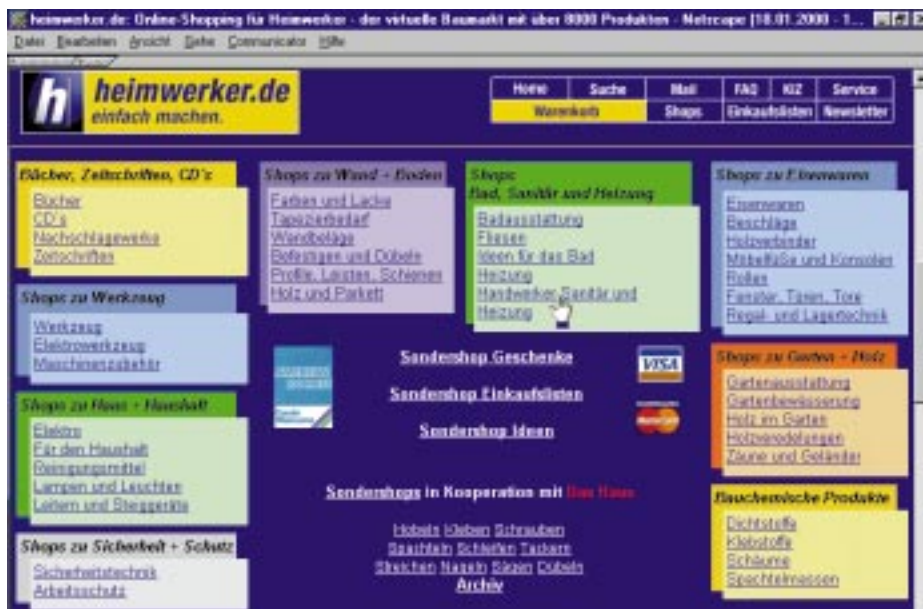 heimwerker.de: Online-Shopping für Heimwerker - der virtuelle Baumarkt mit über 8000 Produkten - Netscape [18.01.2000 - 1...
Datei Bearbeiten Ansicht Gehe Communicator Hilfe
h heimwerker.de
einfach machen.
Home Suche Mail FAQ KIZ Service
Warenkorb Shops Einkaufslisten Newsletter
Bücher, Zeitschriften, CD's
Bücher
CD's
Nachschlagewerke
Zeitschriften
Shops zu Werkzeug
Werkzeug
Elektrowerkzeug
Maschinenzubehör
Shops zu Haus + Haushalt
Elektro
Für den Haushalt
Reinigungsmittel
Lampen und Leuchten
Leitern und Steiggeräte
Shops zu Sicherheit + Schutz
Sicherheitstechnik
Arbeitsschutz
Shops zu Wand + Boden
Farben und Lacke
Tapezierbedarf
Wandbeläge
Befestigen und Dübeln
Profile, Leisten, Schienen
Holz und Parkett
Shops
Bad, Sanitär und Heizung
Badausstattung
Fliesen
Ideen für das Bad
Heizung
Handwerker Sanitär und
Heizung
Sondershop Geschenke
Sondershop Einkaufslisten
Sondershop Ideen
VISA
MasterCard
Sondershops in Kooperation mit Das Haus
Hobeln Kleben Schrauben
Spachteln Schleifen Tackern
Streichen Nageln Sägen Dübeln
Archiv
Shops zu Eisenwaren
Eisenwaren
Beschläge
Holzverbinder
Möbelfüße und Konsolen
Rollen
Fenster, Türen, Tore
Regal- und Lagertechnik
Shops zu Garten + Holz
Gartenausstattung
Gartenbewässerung
Holz im Garten
Holzveredelungen
Zäune und Geländer
Bauchemische Produkte
Dichtstoffe
Klebstoffe
Schäume
Spachtelmassen